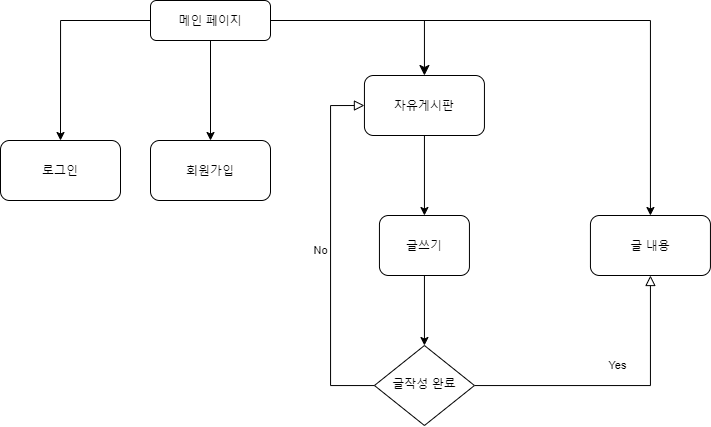 메인 페이지
자유게시판
로그인
회원가입
글쓰기
글 내용
No
Yes
글작성 완료